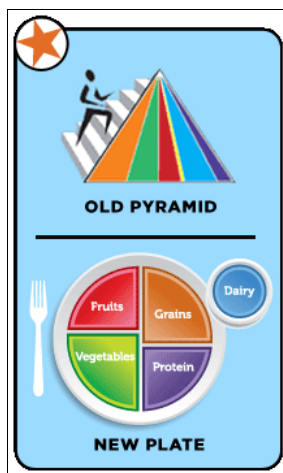 OLD PYRAMID
Dairy
Fruits
Grains
Vegetables
Protein
NEW PLATE